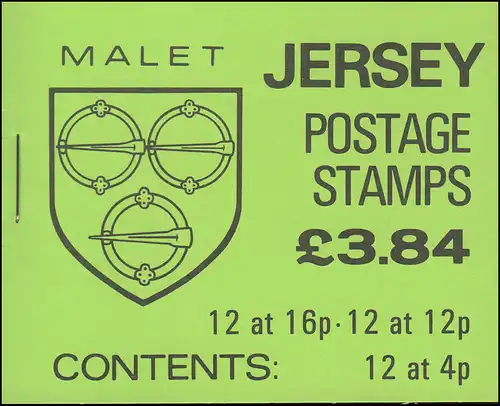 MALET
JERSEY
POSTAGE
STAMPS
£3.84
12 at 16p·12 at 12p
CONTENTS: 12 at 4p